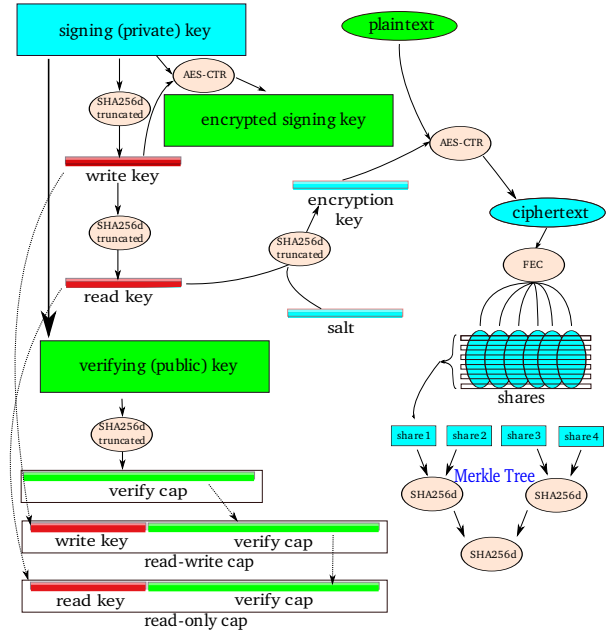 signing (private) key
plaintext
AES-CTR
SHA256d
truncated
encrypted signing key
AES-CTR
write key
encryption
key
ciphertext
SHA256d
truncated
SHA256d
truncated
FEC
read key
salt
verifying (public) key
shares
SHA256d
truncated
share1
share2
share3
share4
Merkle Tree
verify cap
SHA256d
SHA256d
write key
verify cap
SHA256d
read-write cap
read key
verify cap
read-only cap